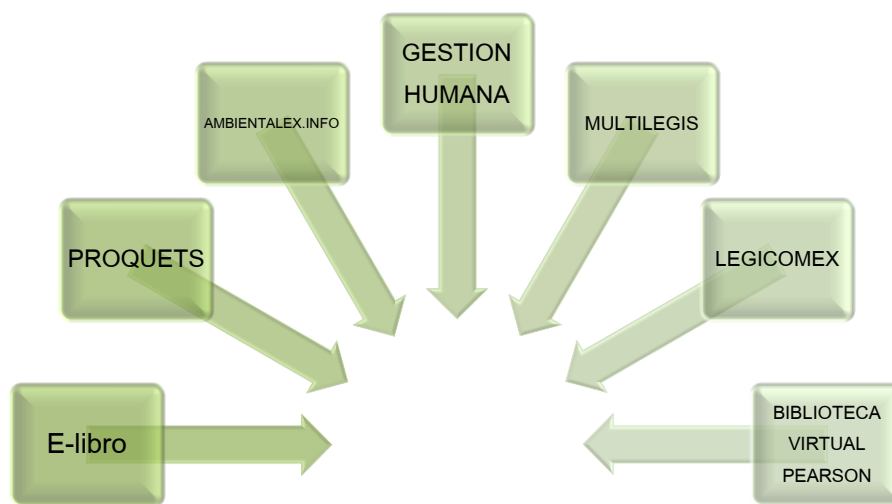 E-libro
PROQUETS
AMBIENTALEX.INFO
GESTION
HUMANA
MULTILEGIS
LEGICOMEX
BIBLIOTECA
VIRTUAL
PEARSON